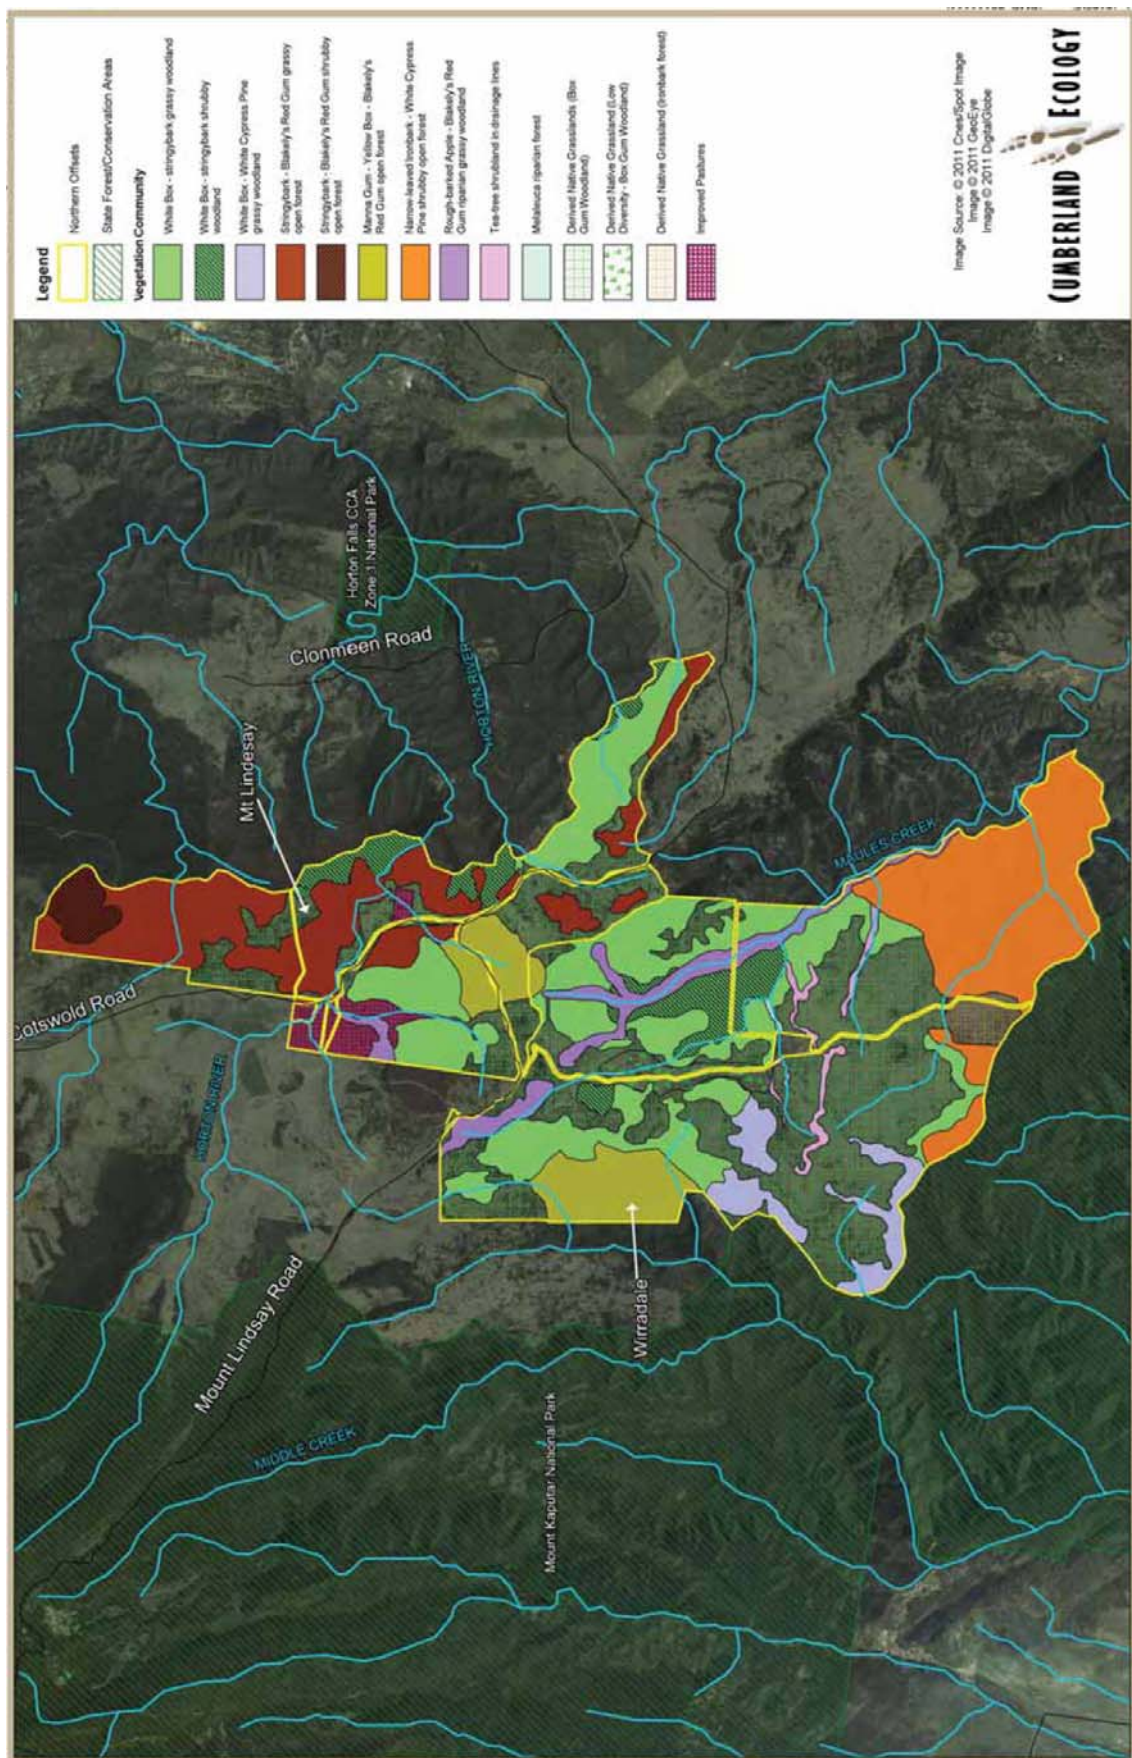 Legend
Northern Offsets
State Forest/Conservation Areas
Vegetation Community
White Box - stringybark grassy woodland
White Box - stringybark shrubby
woodland
White Box - White Cypress Pine
grassy woodland
Stringybark - Blakely's Red Gum grassy
open forest
Stringybark - Blakely's Red Gum shrubby
open forest
Manna Gum - Yellow Box - Blakely's
Red Gum open forest
Narrow-leaved Ironbark - White Cypress
Pine shrubby open forest
Rough-barked Apple - Blakely's Red
Gum riparian grassy woodland
Tea-tree shrubland in drainage lines
Melaleuca riparian forest
Derived Native Grasslands (Box
Gum Woodland)
Derived Native Grassland (Low
Diversity - Box Gum Woodland)
Derived Native Grassland (Ironbark forest)
Improved Pastures
Image Source © 2011 Cnes/Spot Image
Image © 2011 GeoEye
Image © 2011 DigitalGlobe
CUMBERLAND ECOLOGY
Horton Falls CCA
Zone 1 National Park
Clonmeen Road
HORTON RIVER
Mt Lindesay
MAULES CREEK
Cotswold Road
HORTON RIVER
Mount Lindsay Road
Wirradale
MIDDLE CREEK
Mount Kaputar National Park